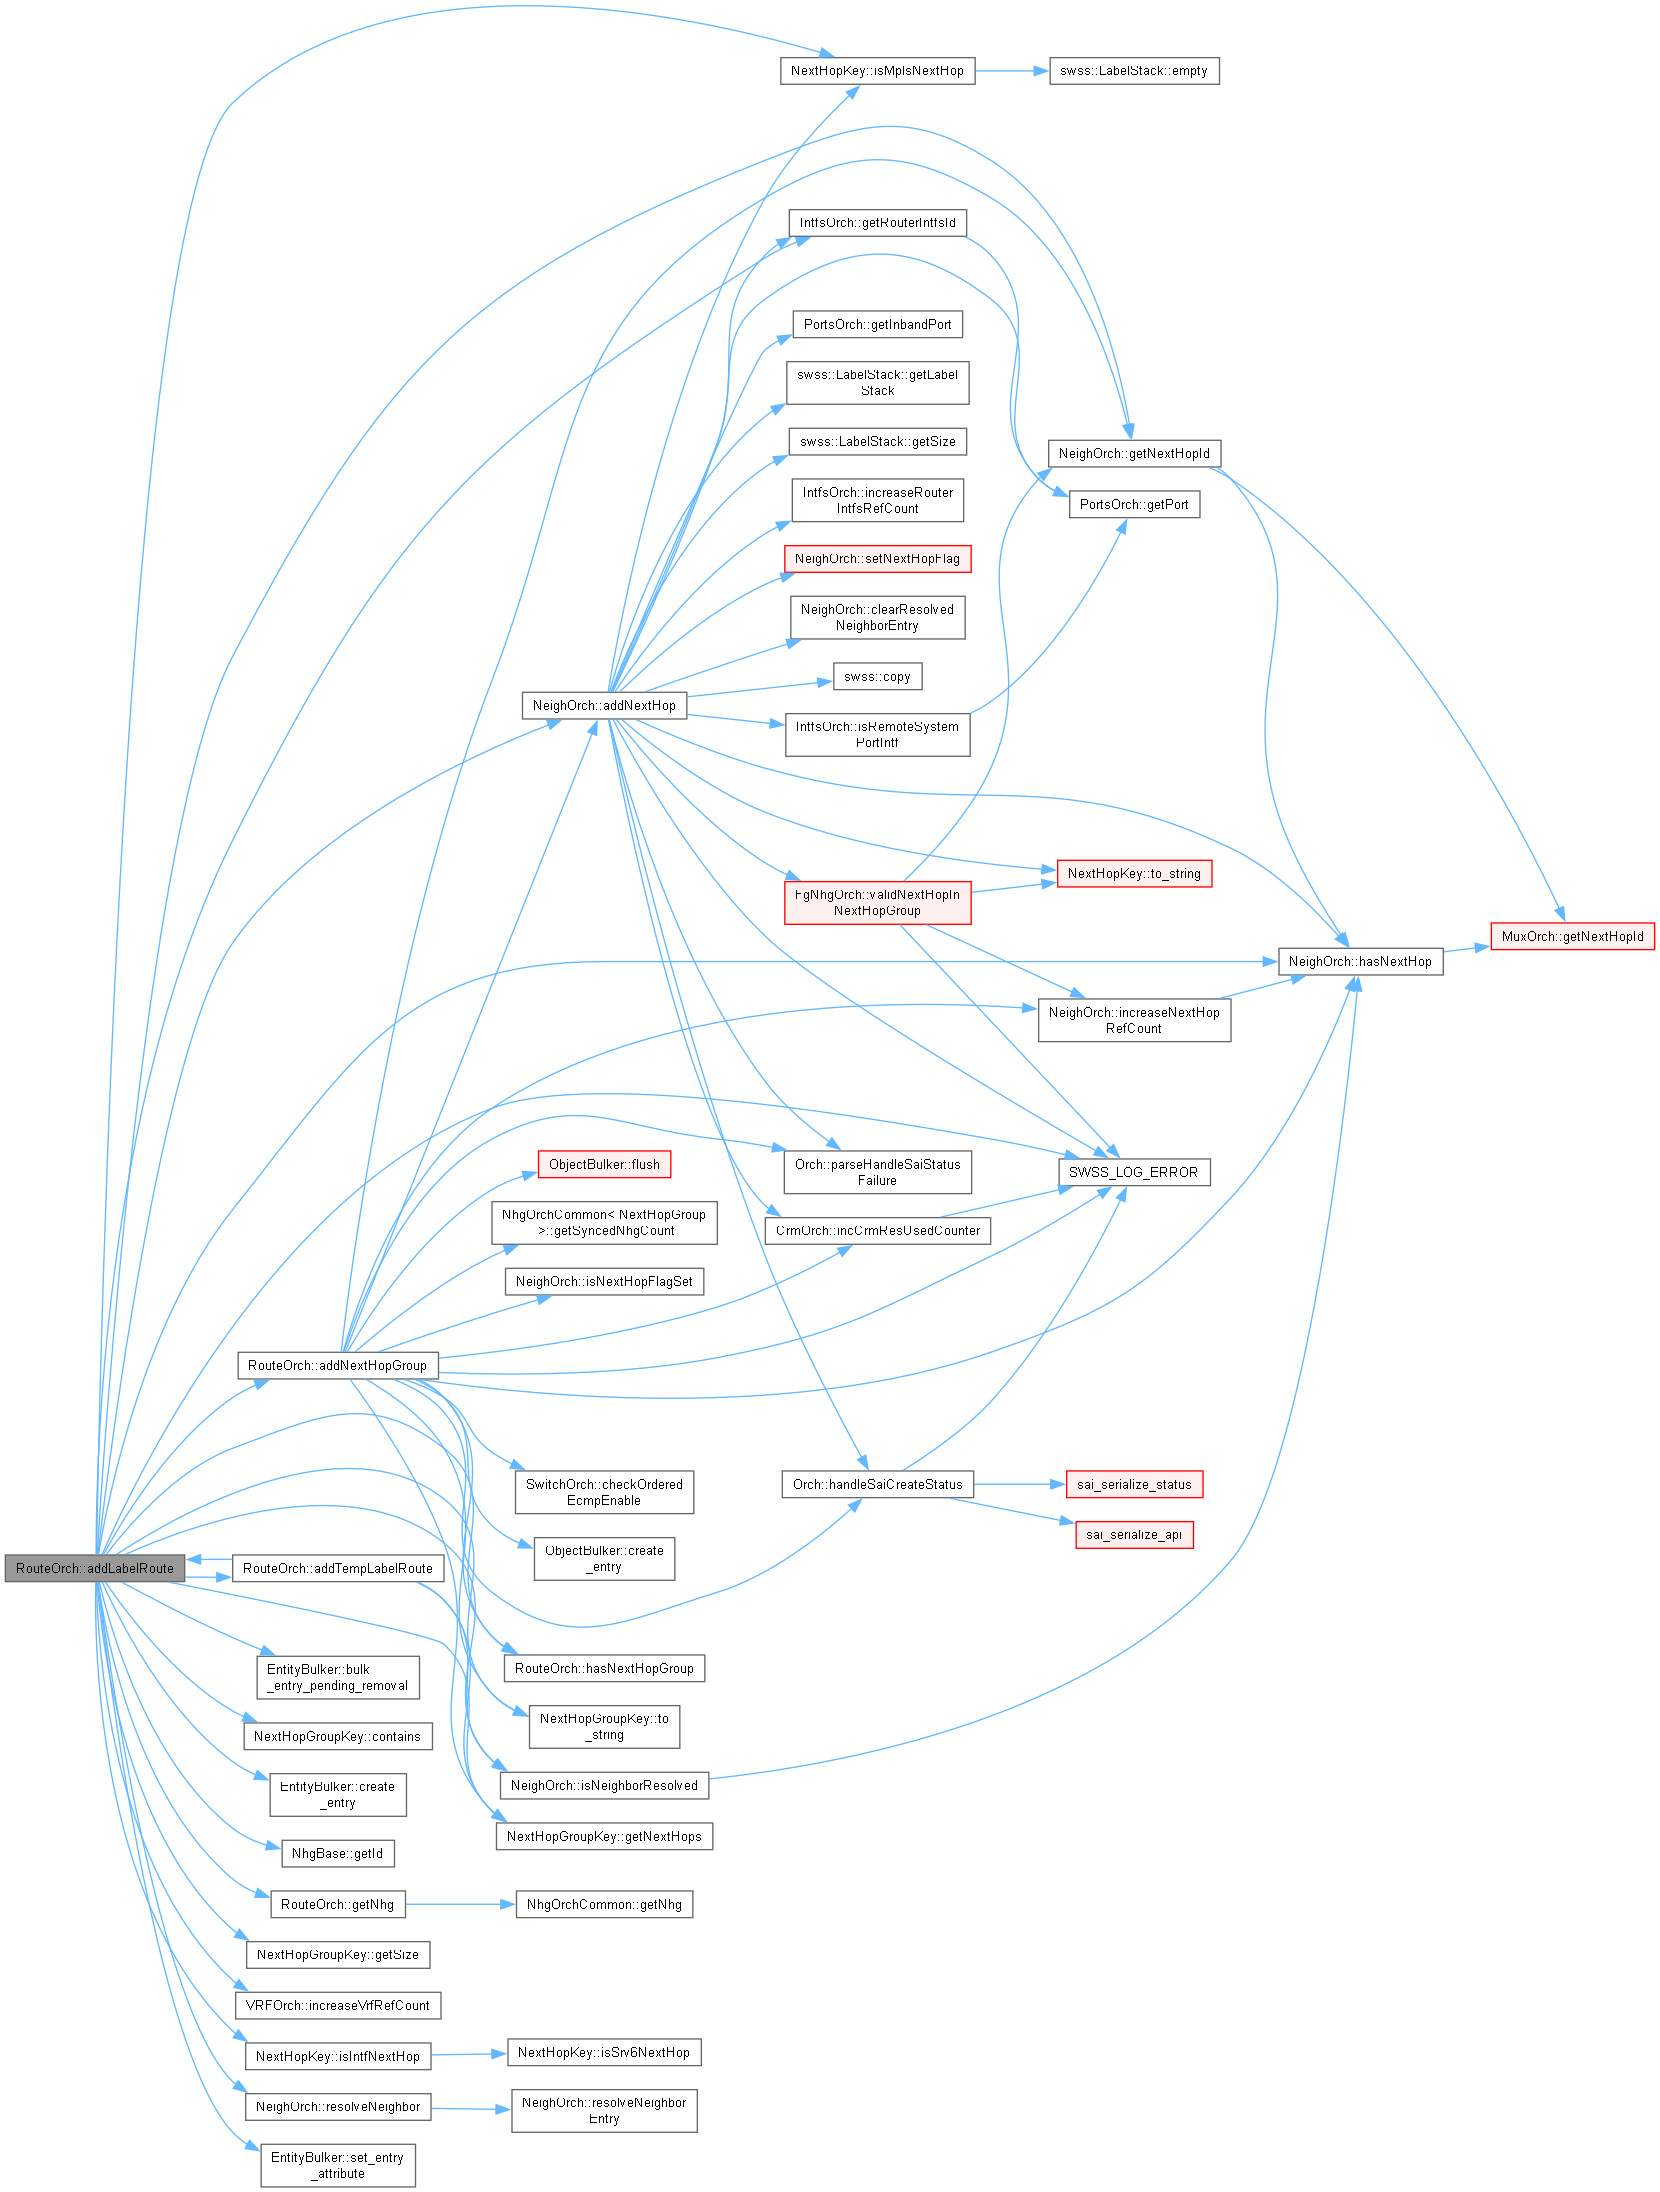 NextHopKey::isMplsNextHop
swss::LabelStack::empty
IntfsOrch::getRouterIntfsId
PortsOrch::getInbandPort
swss::LabelStack::getLabel
Stack
swss::LabelStack::getSize
NeighOrch::getNextHopId
IntfsOrch::increaseRouter
IntfsRefCount
PortsOrch::getPort
NeighOrch::setNextHopFlag
NeighOrch::clearResolved
NeighborEntry
swss::copy
NeighOrch::addNextHop
IntfsOrch::isRemoteSystem
PortIntf
NextHopKey::to_string
FgNhgOrch::validNextHopIn
NextHopGroup
MuxOrch::getNextHopId
NeighOrch::hasNextHop
NeighOrch::increaseNextHop
RefCount
ObjectBulker::flush
Orch::parseHandleSaiStatus
Failure
SWSS_LOG_ERROR
NhgOrchCommon< NextHopGroup
>::getSyncedNhgCount
CrmOrch::incCrmResUsedCounter
NeighOrch::isNextHopFlagSet
RouteOrch::addNextHopGroup
SwitchOrch::checkOrdered
EcmpEnable
Orch::handleSaiCreateStatus
sai_serialize_status
sai_serialize_api
ObjectBulker::create
_entry
RouteOrch::addLabelRoute
RouteOrch::addTempLabelRoute
RouteOrch::hasNextHopGroup
EntityBulker::bulk
_entry_pending_removal
NextHopGroupKey::to
_string
NextHopGroupKey::contains
NeighOrch::isNeighborResolved
EntityBulker::create
_entry
NextHopGroupKey::getNextHops
NhgBase::getId
RouteOrch::getNhg
NhgOrchCommon::getNhg
NextHopGroupKey::getSize
VRFOrch::increaseVrfRefCount
NextHopKey::isIntfNextHop
NextHopKey::isSrv6NextHop
NeighOrch::resolveNeighbor
NeighOrch::resolveNeighbor
Entry
EntityBulker::set_entry
_attribute